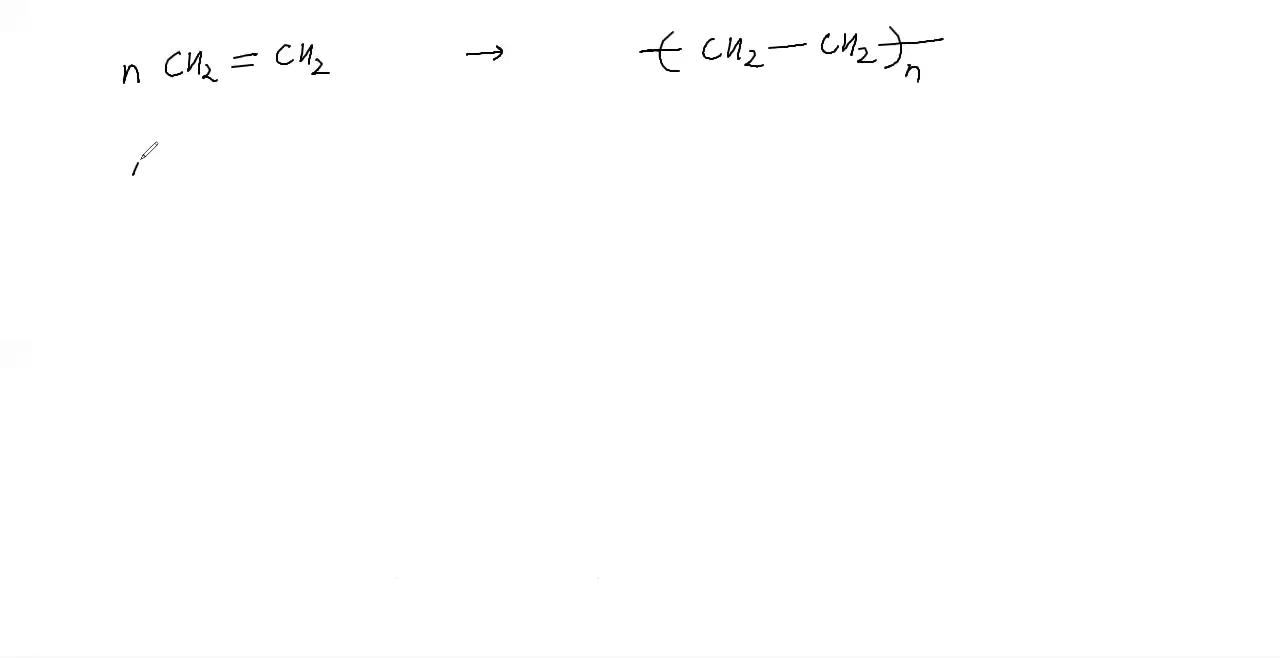 n CH₂ = CH₂ → -( CH₂ — CH₂ )-ₙ